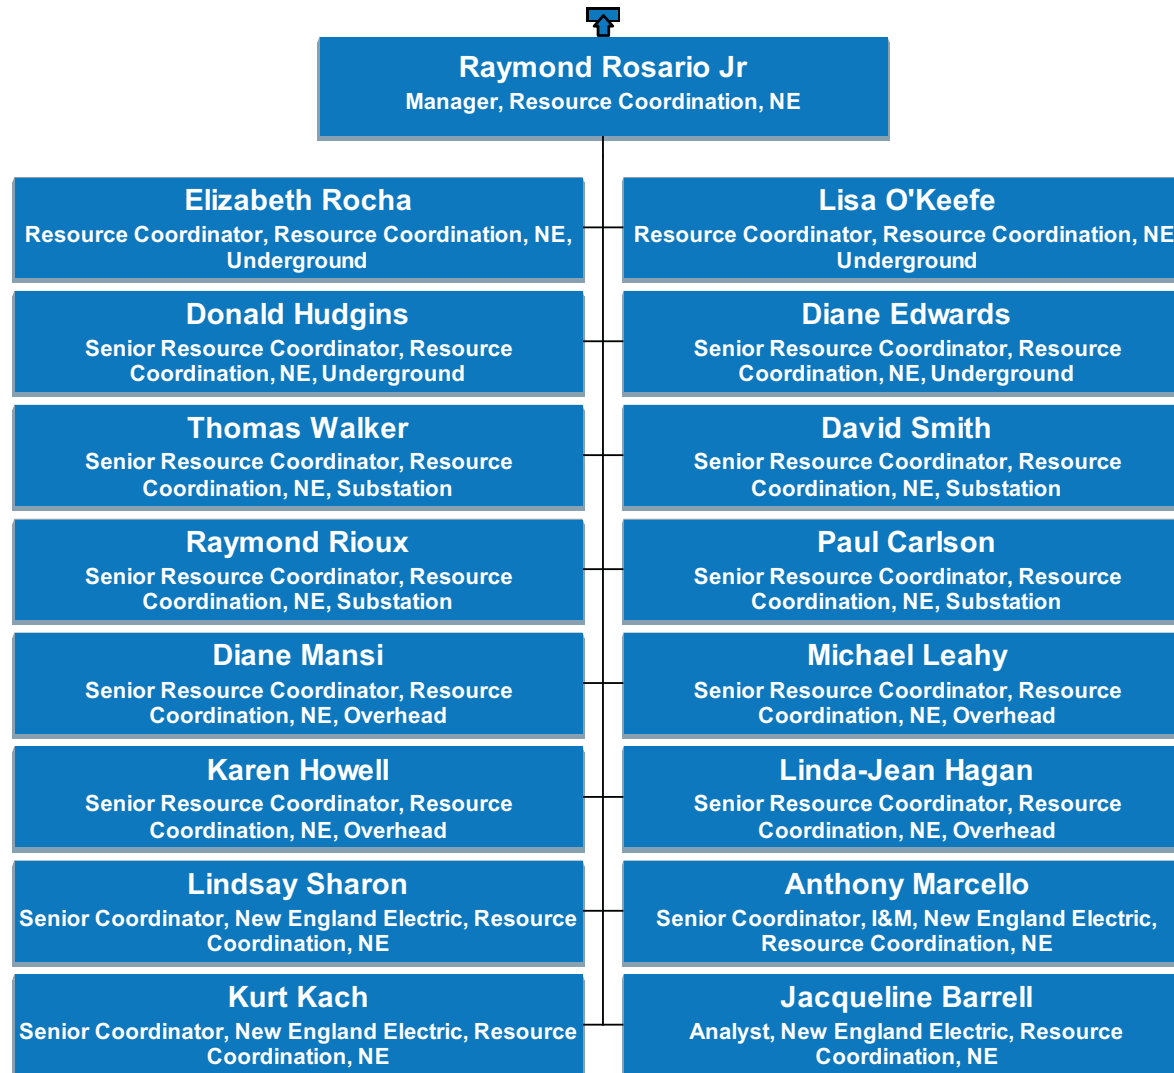 Raymond Rosario Jr
Manager, Resource Coordination, NE
Elizabeth Rocha
Resource Coordinator, Resource Coordination, NE,
Underground
Lisa O'Keefe
Resource Coordinator, Resource Coordination, NE
Underground
Donald Hudgins
Senior Resource Coordinator, Resource
Coordination, NE, Underground
Diane Edwards
Senior Resource Coordinator, Resource
Coordination, NE, Underground
Thomas Walker
Senior Resource Coordinator, Resource
Coordination, NE, Substation
David Smith
Senior Resource Coordinator, Resource
Coordination, NE, Substation
Raymond Rioux
Senior Resource Coordinator, Resource
Coordination, NE, Substation
Paul Carlson
Senior Resource Coordinator, Resource
Coordination, NE, Substation
Diane Mansi
Senior Resource Coordinator, Resource
Coordination, NE, Overhead
Michael Leahy
Senior Resource Coordinator, Resource
Coordination, NE, Overhead
Karen Howell
Senior Resource Coordinator, Resource
Coordination, NE, Overhead
Linda-Jean Hagan
Senior Resource Coordinator, Resource
Coordination, NE, Overhead
Lindsay Sharon
Senior Coordinator, New England Electric, Resource
Coordination, NE
Anthony Marcello
Senior Coordinator, I&M, New England Electric,
Resource Coordination, NE
Kurt Kach
Senior Coordinator, New England Electric, Resource
Coordination, NE
Jacqueline Barrell
Analyst, New England Electric, Resource
Coordination, NE